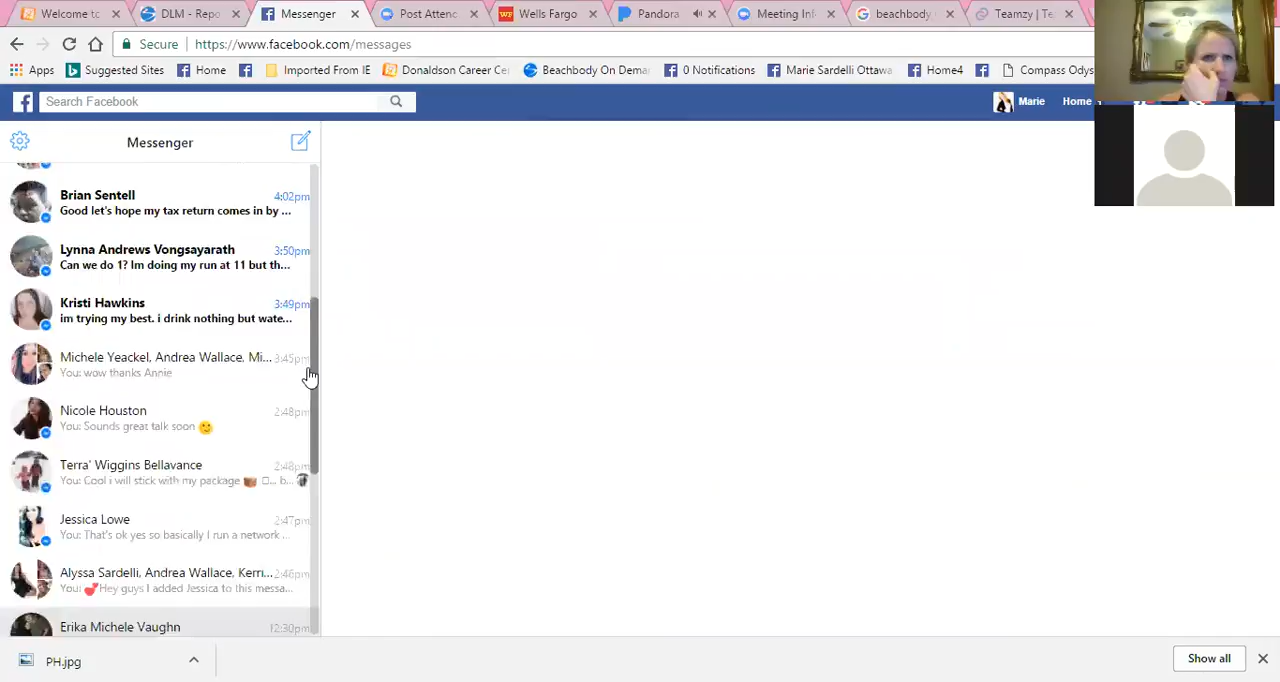 Welcome to
DLM - Repo
Messenger
Post Attenc
Wells Fargo
Pandora
Meeting Inf
beachbody
Teamzy | Te
Secure https://www.facebook.com/messages
Apps Suggested Sites Home Imported From IE Donaldson Career Ce Beachbody On Dema 0 Notifications Marie Sardelli Ottawa Home4 Compass Odys
Search Facebook Marie Home
Messenger
Brian Sentell 4:02pm
Good let's hope my tax return comes in by ...
Lynna Andrews Vongsayarath 3:50pm
Can we do 1? Im doing my run at 11 but th...
Kristi Hawkins 3:49pm
im trying my best. i drink nothing but wate...
Michele Yeackel, Andrea Wallace, Mi... 3:45pm
You: wow thanks Annie
Nicole Houston 2:48pm
You: Sounds great talk soon 🙂
Terra' Wiggins Bellavance 2:48pm
You: Cool i will stick with my package 📦 □... b...
Jessica Lowe 2:47pm
You: That's ok yes so basically I run a network ...
Alyssa Sardelli, Andrea Wallace, Kerri... 2:46pm
You: 💕Hey guys I added Jessica to this messa...
Erika Michele Vaughn 12:30pm
PH.jpg
Show all